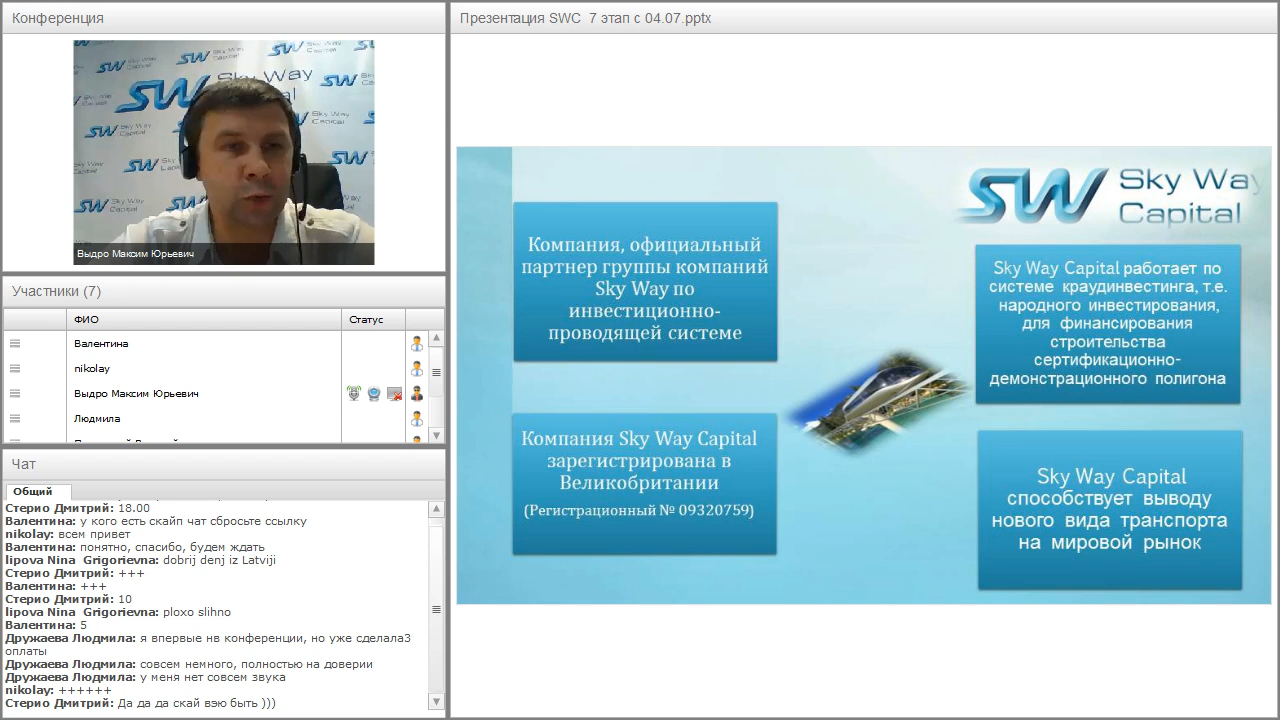 Конференция
Sky Way
Capital
Выдро Максим Юрьевич
Участники (7)
ФИО
Статус
Валентина
nikolay
Выдро Максим Юрьевич
Людмила
Чат
Общий
Стерио Дмитрий: 18.00
Валентина: у кого есть скайп чат сбросьте ссылку
nikolay: всем привет
Валентина: понятно, спасибо, будем ждать
lipova Nina Grigorievna: dobrij denj iz Latviji
Стерио Дмитрий: +++
Валентина: +++
Стерио Дмитрий: 10
lipova Nina Grigorievna: ploxo slihno
Валентина: 5
Дружаева Людмила: я впервые нв конференции, но уже сделала3
оплаты
Дружаева Людмила: совсем немного, полностью на доверии
Дружаева Людмила: у меня нет совсем звука
nikolay: ++++++
Стерио Дмитрий: Да да да скай вэю быть )))
Презентация SWC 7 этап с 04.07.pptx
SW Sky Way
Capital
Компания, официальный
партнер группы компаний
Sky Way по
инвестиционно-
проводящей системе
Sky Way Capital работает по
системе краудинвестинга, т.е.
народного инвестирования,
для финансирования
строительства
сертификационно-
демонстрационного полигона
Компания Sky Way Capital
зарегистрирована в
Великобритании
(Регистрационный № 09320759)
Sky Way Capital
способствует выводу
нового вида транспорта
на мировой рынок